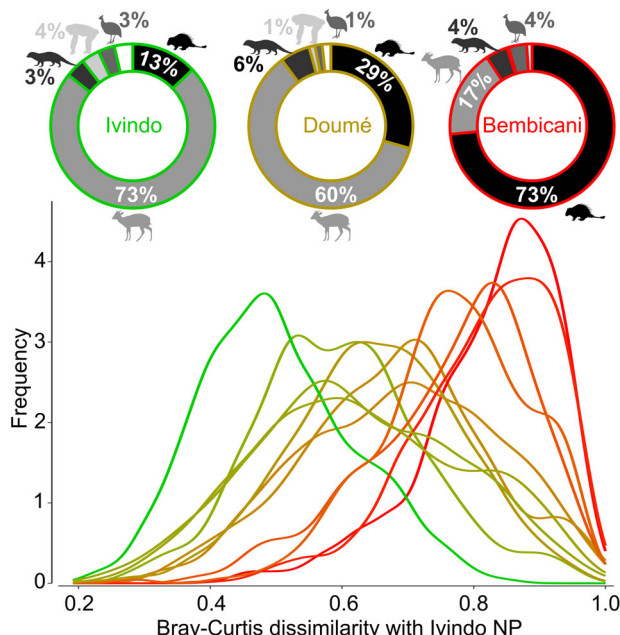 4% 3% 1% 1% 4%
3% 13% 6% 29% 4% 17%
Ivindo Doumé Bembicani
73% 60% 73%
4
3
2
1
0
Frequency
0.2 0.4 0.6 0.8 1.0
Bray-Curtis dissimilarity with Ivindo NP